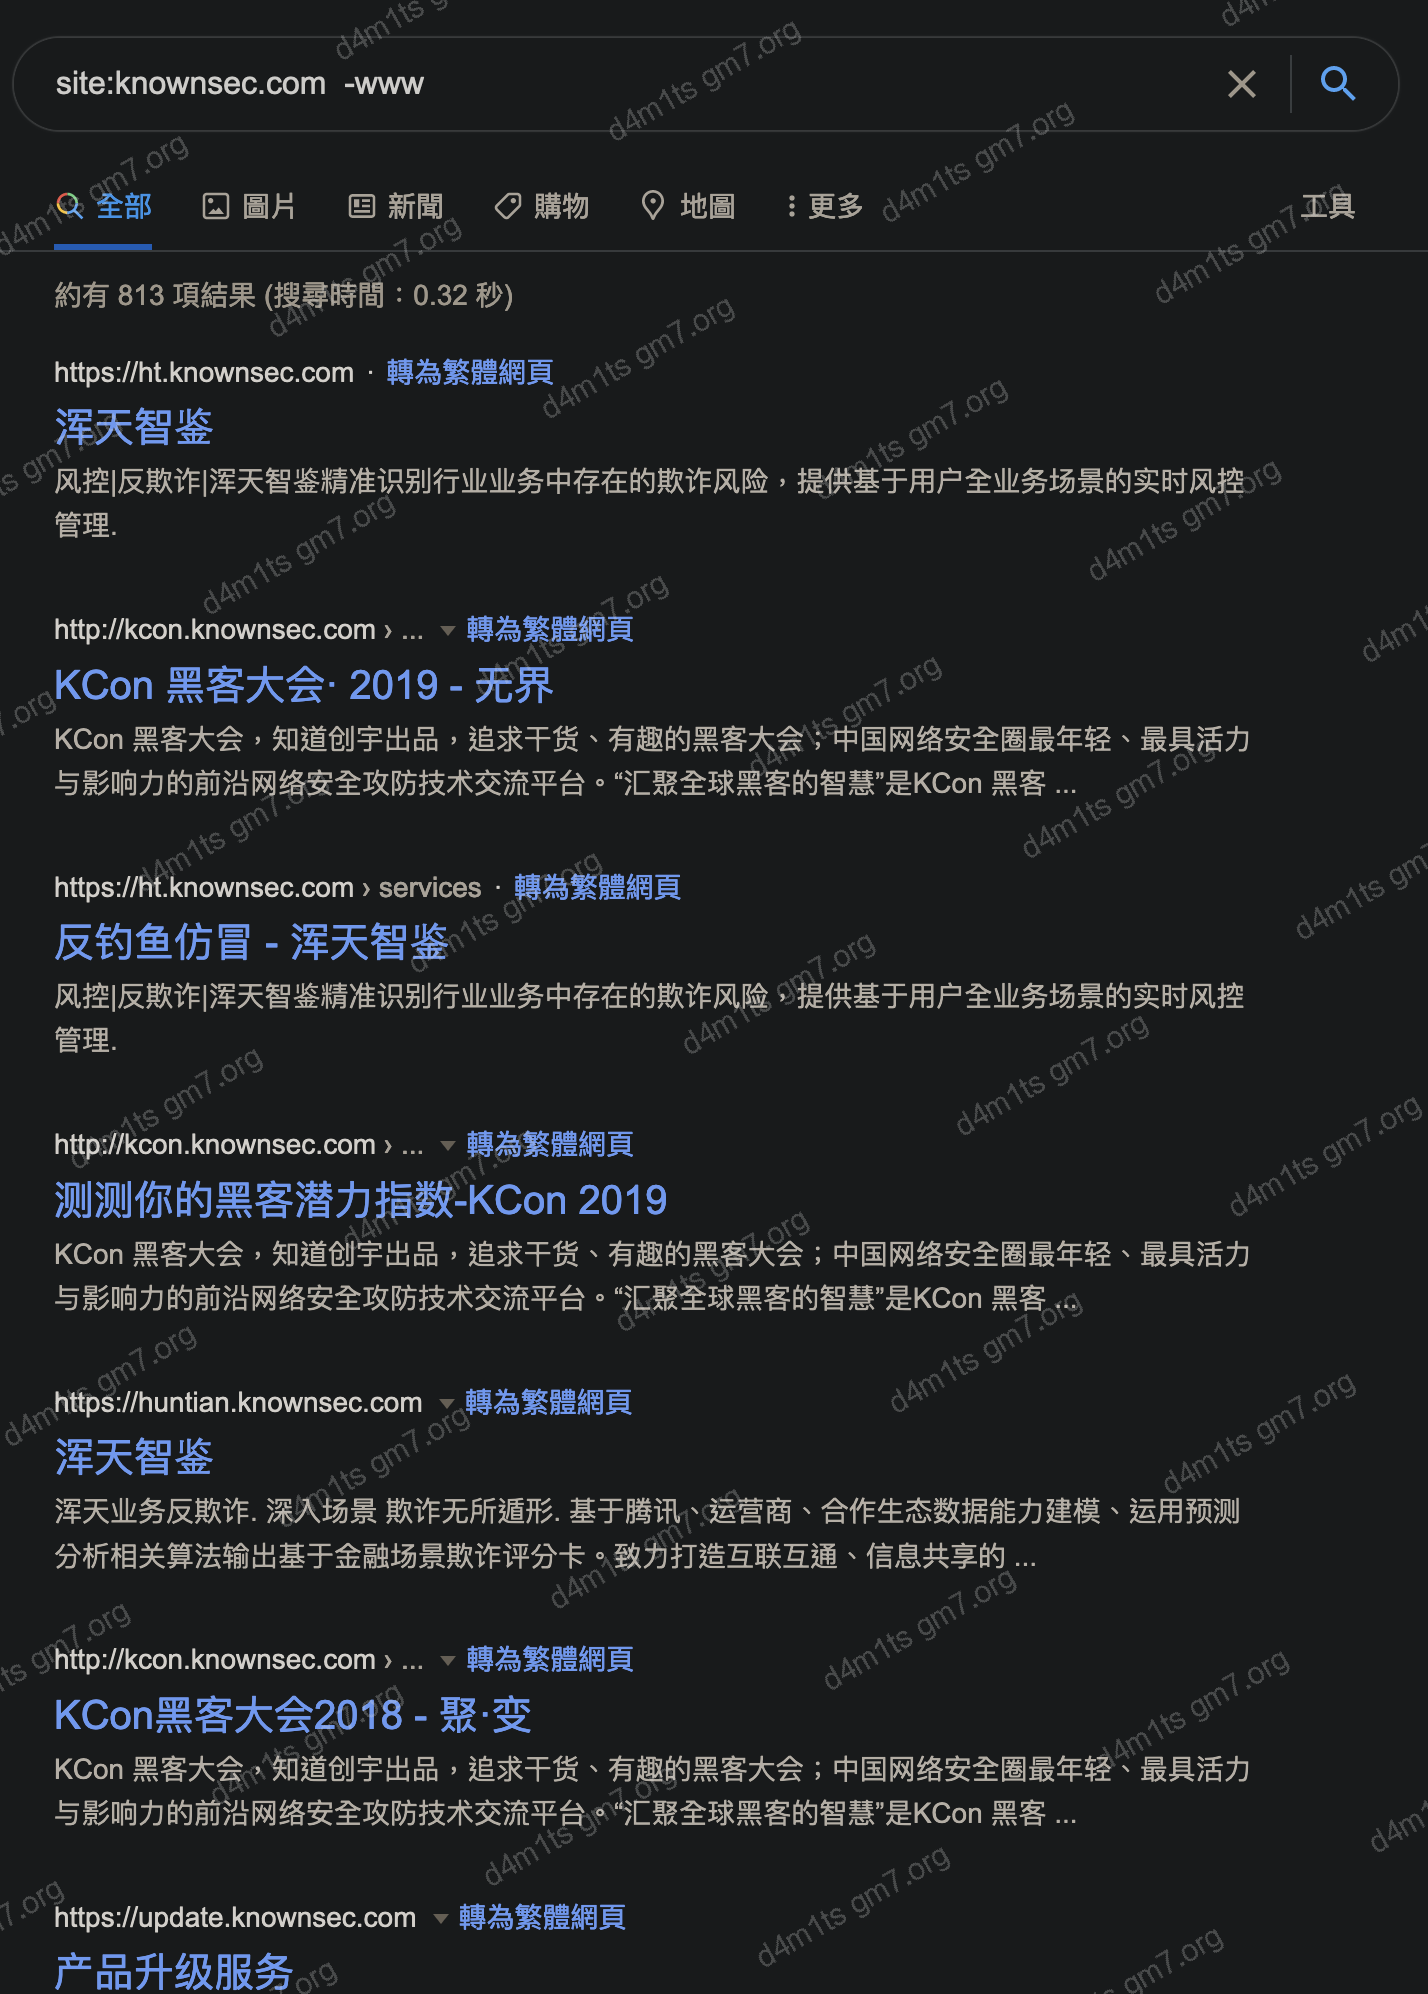 site:knownsec.com -www
全部 圖片 新聞 購物 地圖 更多 工具
約有 813 項結果 (搜尋時間：0.32 秒)
https://ht.knownsec.com · 轉為繁體網頁
浑天智鉴
风控|反欺诈|浑天智鉴精准识别行业业务中存在的欺诈风险，提供基于用户全业务场景的实时风控
管理.
http://kcon.knownsec.com › ... 轉為繁體網頁
KCon 黑客大会· 2019 - 无界
KCon 黑客大会，知道创宇出品，追求干货、有趣的黑客大会；中国网络安全圈最年轻、最具活力
与影响力的前沿网络安全攻防技术交流平台。“汇聚全球黑客的智慧”是KCon 黑客 ...
https://ht.knownsec.com › services · 轉為繁體網頁
反钓鱼仿冒 - 浑天智鉴
风控|反欺诈|浑天智鉴精准识别行业业务中存在的欺诈风险，提供基于用户全业务场景的实时风控
管理.
http://kcon.knownsec.com › ... 轉為繁體網頁
测测你的黑客潜力指数-KCon 2019
KCon 黑客大会，知道创宇出品，追求干货、有趣的黑客大会；中国网络安全圈最年轻、最具活力
与影响力的前沿网络安全攻防技术交流平台。“汇聚全球黑客的智慧”是KCon 黑客 ...
https://huntian.knownsec.com 轉為繁體網頁
浑天智鉴
浑天业务反欺诈. 深入场景 欺诈无所遁形. 基于腾讯、运营商、合作生态数据能力建模、运用预测
分析相关算法输出基于金融场景欺诈评分卡。致力打造互联互通、信息共享的 ...
http://kcon.knownsec.com › ... 轉為繁體網頁
KCon黑客大会2018 - 聚·变
KCon 黑客大会，知道创宇出品，追求干货、有趣的黑客大会；中国网络安全圈最年轻、最具活力
与影响力的前沿网络安全攻防技术交流平台。“汇聚全球黑客的智慧”是KCon 黑客 ...
https://update.knownsec.com 轉為繁體網頁
产品升级服务
d4m1ts gm7.org